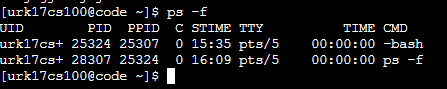 [urk17cs100@code ~]$ ps -f
UID        PID  PPID  C STIME TTY          TIME CMD
urk17cs+ 25324 25307  0 15:35 pts/5    00:00:00 -bash
urk17cs+ 28307 25324  0 16:09 pts/5    00:00:00 ps -f
[urk17cs100@code ~]$